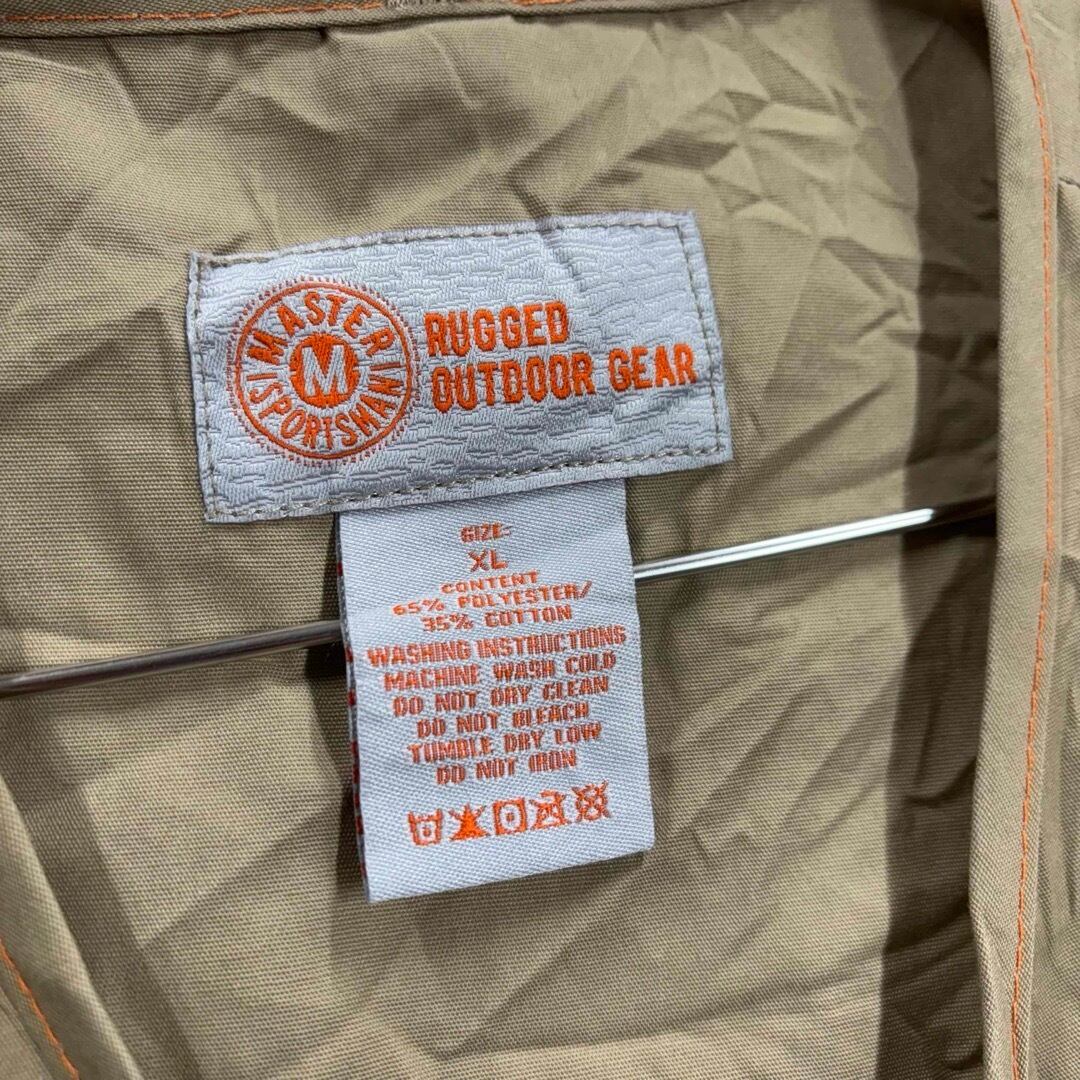 MASTER
M
SPORTSMAN
RUGGED
OUTDOOR GEAR
SIZE-
XL
CONTENT
65% POLYESTER/
35% COTTON
WASHING INSTRUCTIONS
MACHINE WASH COLD
DO NOT DRY CLEAN
DO NOT BLEACH
TUMBLE DRY LOW
DO NOT IRON